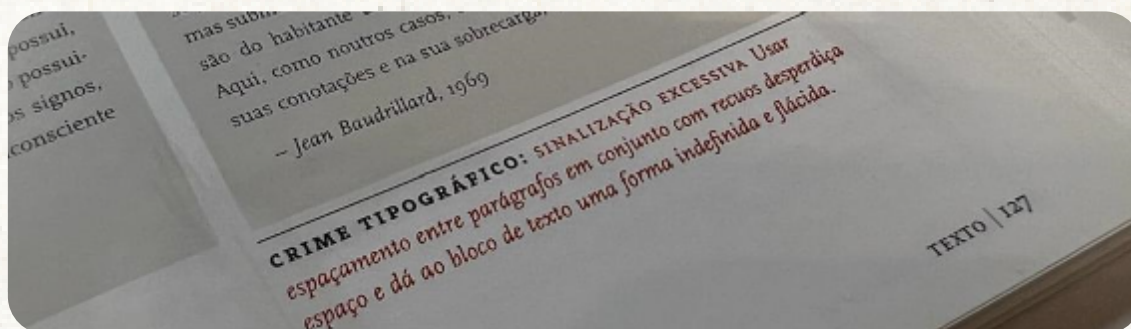 possui,
possui-
signos,
consciente
mas
são do habitante
Aqui, como noutros casos,
suas conotações e na sua sobrecarga,
– Jean Baudrillard, 1969
CRIME TIPOGRÁFICO: SINALIZAÇÃO EXCESSIVA Usar
espaçamento entre parágrafos em conjunto com recuos desperdiça
espaço e dá ao bloco de texto uma forma indefinida e flácida.
TEXTO | 127